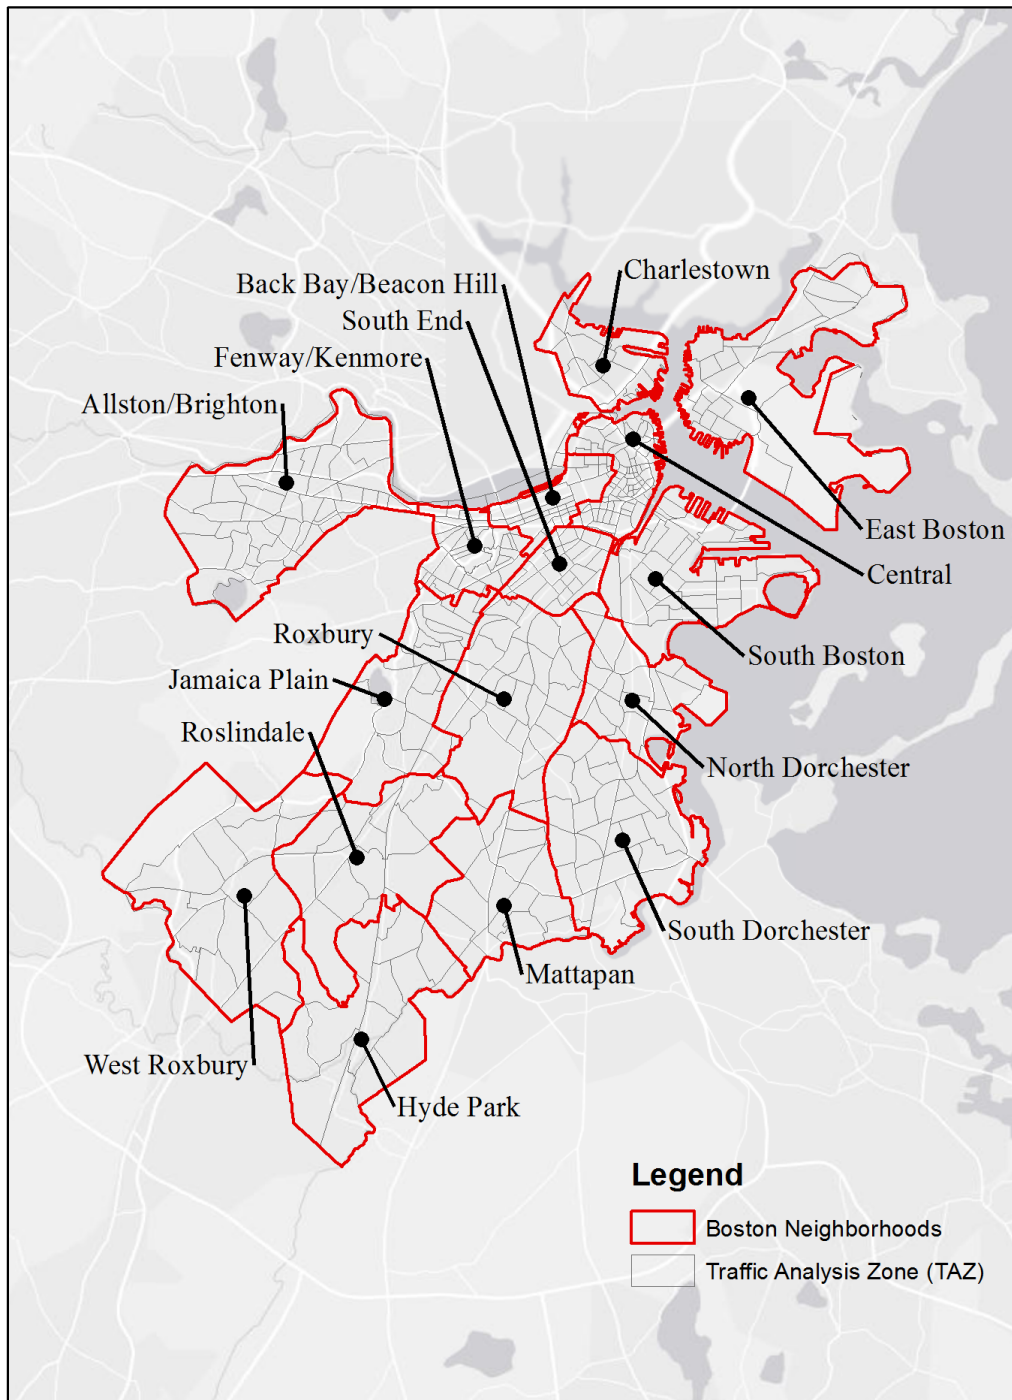 Charlestown
Back Bay/Beacon Hill
South End
Fenway/Kenmore
Allston/Brighton
East Boston
Central
Roxbury
South Boston
Jamaica Plain
Roslindale
North Dorchester
South Dorchester
Mattapan
West Roxbury
Hyde Park
Legend
Boston Neighborhoods
Traffic Analysis Zone (TAZ)